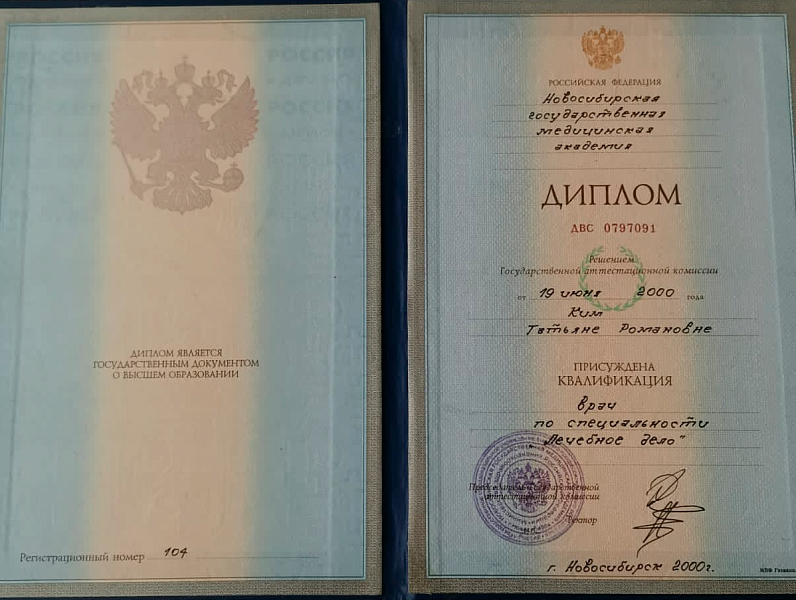 ДИПЛОМ ЯВЛЯЕТСЯ
ГОСУДАРСТВЕННЫМ ДОКУМЕНТОМ
О ВЫСШЕМ ОБРАЗОВАНИИ
Регистрационный номер 104
РОССИЙСКАЯ ФЕДЕРАЦИЯ
Новосибирская
государственная
медицинская
академия
ДИПЛОМ
ДВС 0797091
Решением
Государственной аттестационной комиссии
от 19 июня 2000 года
Ким
Татьяне Романовне
ПРИСУЖДЕНА
КВАЛИФИКАЦИЯ
врач
по специальности
"Лечебное дело"
Председатель Государственной
аттестационной комиссии
Ректор
г. Новосибирск 2000г.